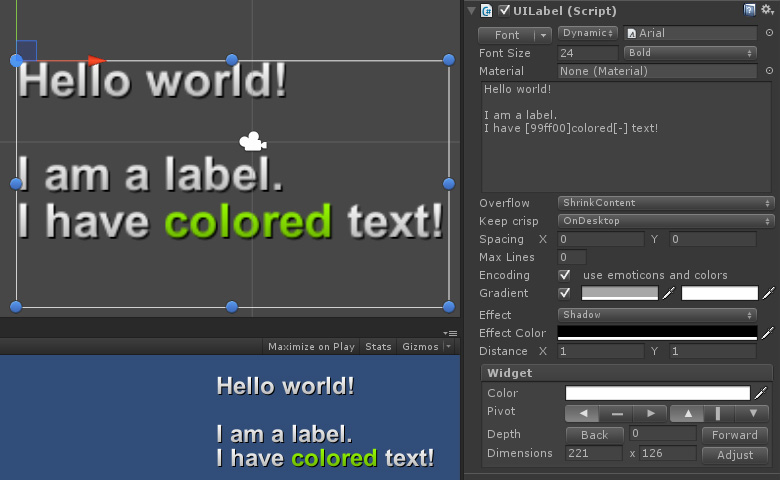 Hello world!
I am a label.
I have colored text!
Maximize on Play Stats Gizmos
Hello world!
I am a label.
I have colored text!
UILabel (Script)
Font Dynamic Arial
Font Size 24 Bold
Material None (Material)
Hello world!
I am a label.
I have [99ff00]colored[-] text!
Overflow ShrinkContent
Keep crisp OnDesktop
Spacing X 0 Y 0
Max Lines 0
Encoding use emoticons and colors
Gradient
Effect Shadow
Effect Color
Distance X 1 Y 1
Widget
Color
Pivot
Depth Back 0 Forward
Dimensions 221 x 126 Adjust